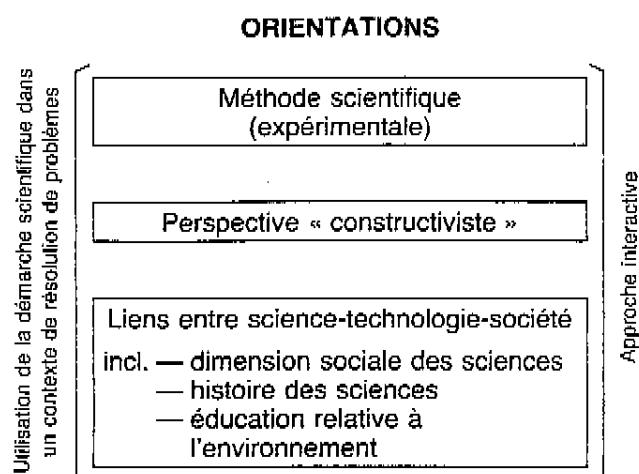 ORIENTATIONS
Utilisation de la démarche scientifique dans
un contexte de résolution de problèmes
Méthode scientifique
(expérimentale)
Perspective « constructiviste »
Liens entre science-technologie-société
incl. — dimension sociale des sciences
— histoire des sciences
— éducation relative à
l'environnement
Approche interactive